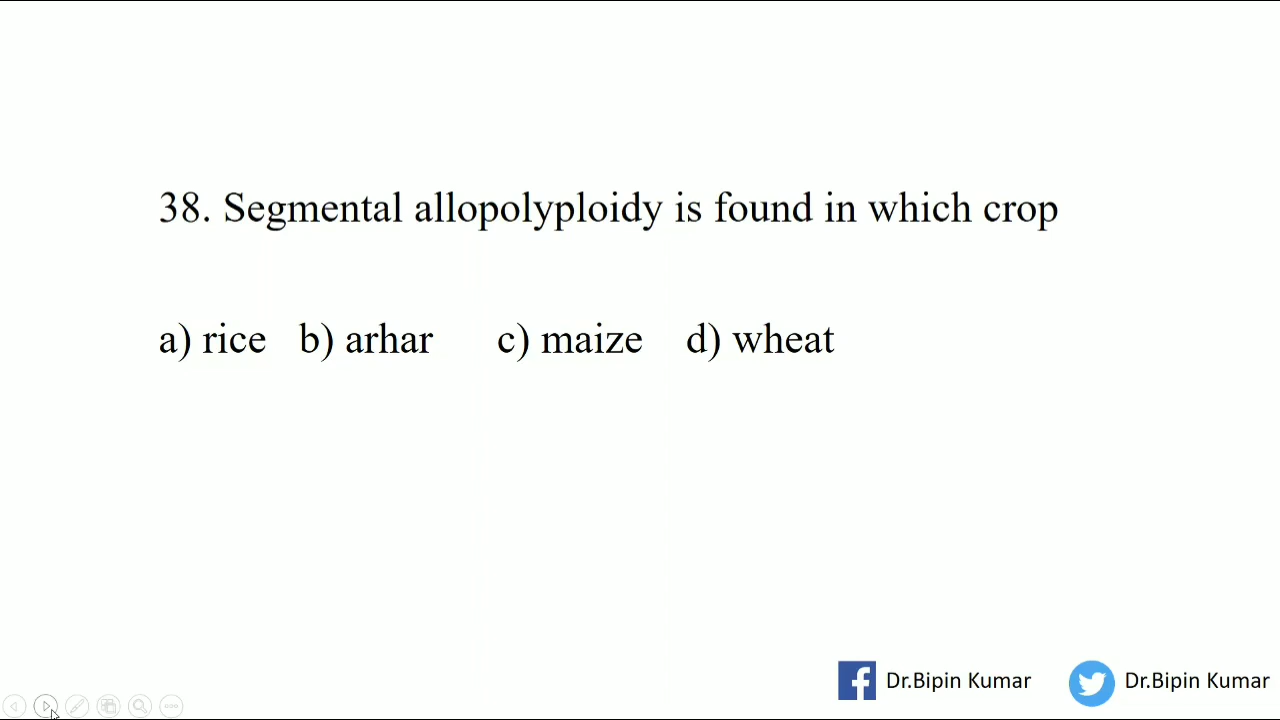 38. Segmental allopolyploidy is found in which crop
a) rice b) arhar c) maize d) wheat
Dr.Bipin Kumar Dr.Bipin Kumar